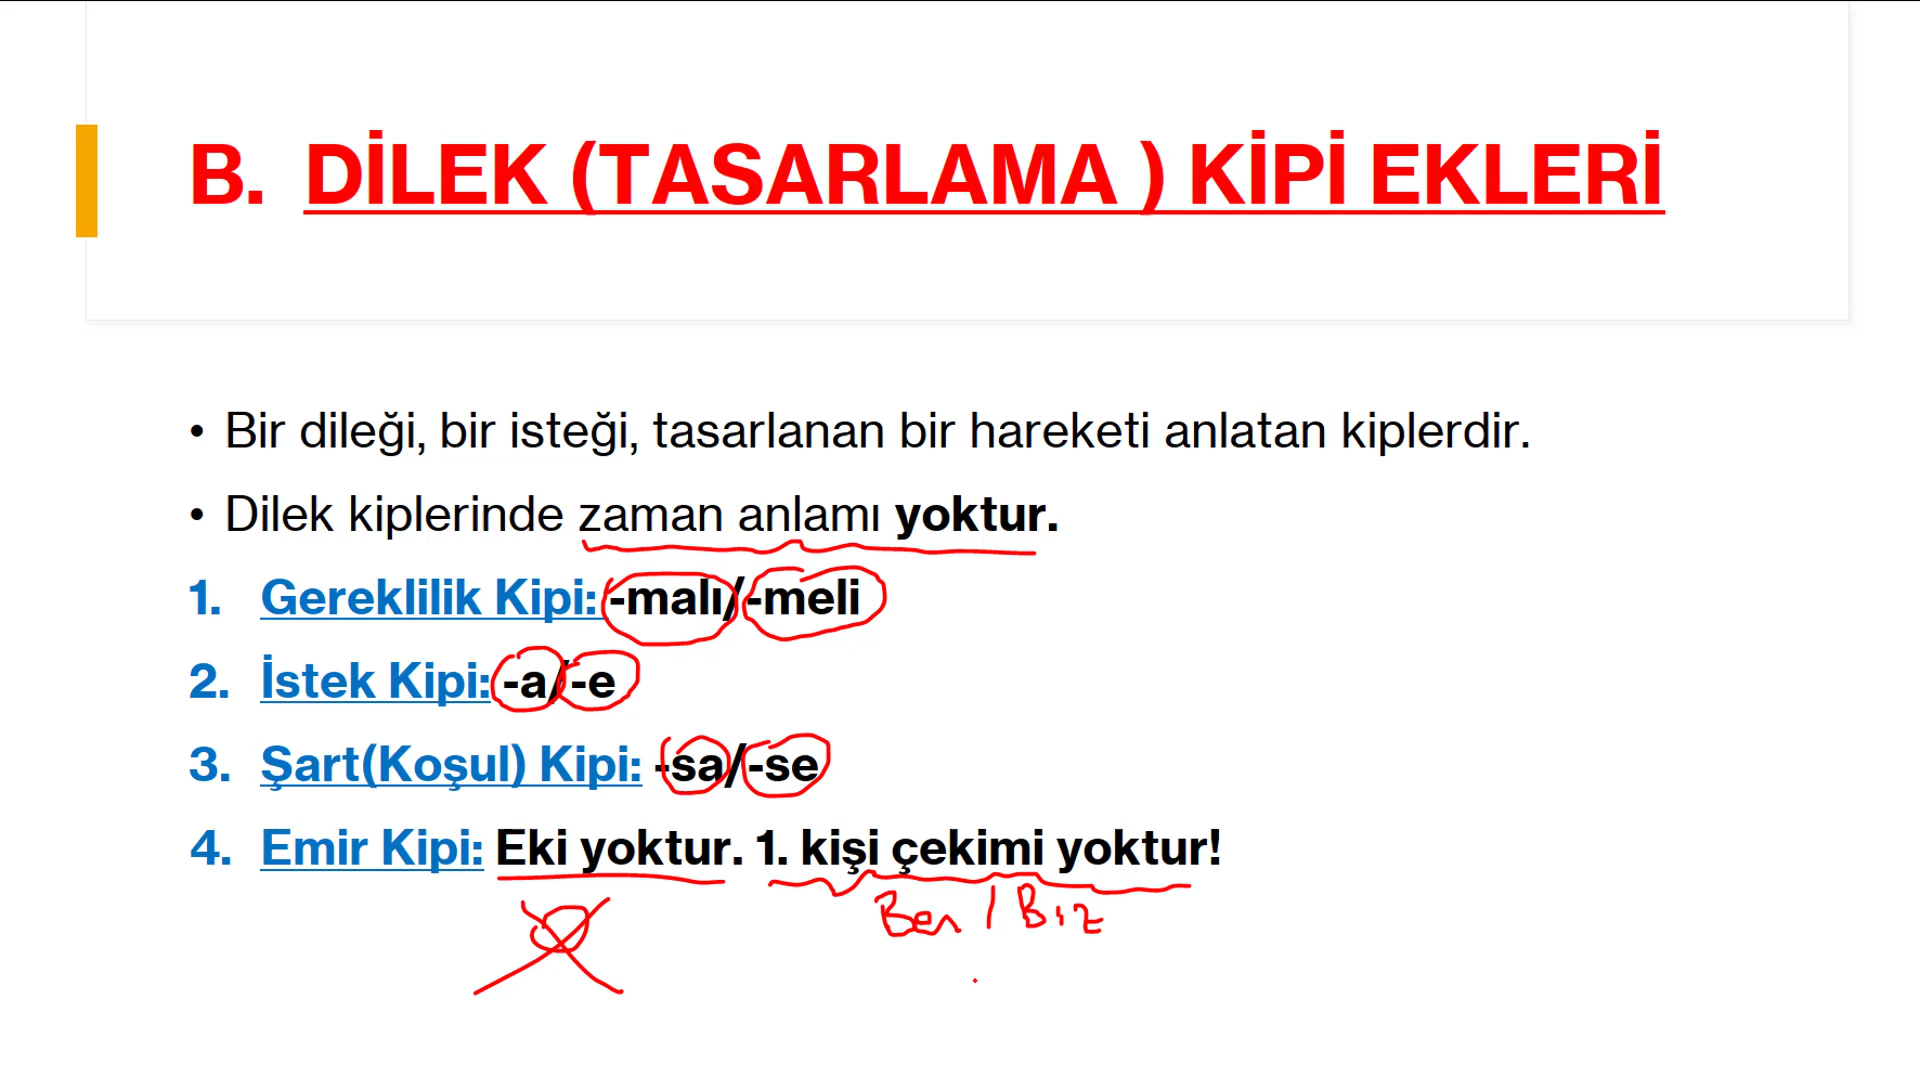 B. DİLEK (TASARLAMA ) KİPİ EKLERİ
• Bir dileği, bir isteği, tasarlanan bir hareketi anlatan kiplerdir.
• Dilek kiplerinde zaman anlamı yoktur.
1. Gereklilik Kipi: -malı/-meli
2. İstek Kipi: -a/-e
3. Şart(Koşul) Kipi: -sa/-se
4. Emir Kipi: Eki yoktur. 1. kişi çekimi yoktur!
Ben / Biz